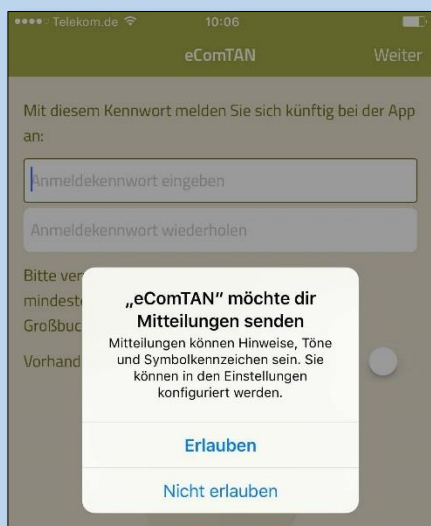 Telekom.de 10:06
eComTAN Weiter
Mit diesem Kennwort melden Sie sich künftig bei der App
an:
Anmeldekennwort eingeben
Anmeldekennwort wiederholen
Bitte ver
mindeste
Großbuc
Vorhand
„eComTAN“ möchte dir
Mitteilungen senden
Mitteilungen können Hinweise, Töne
und Symbolkennzeichen sein. Sie
können in den Einstellungen
konfiguriert werden.
Erlauben
Nicht erlauben